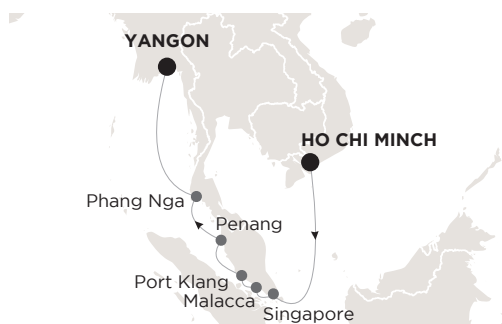 YANGON
HO CHI MINCH
Phang Nga
Penang
Port Klang
Malacca
Singapore